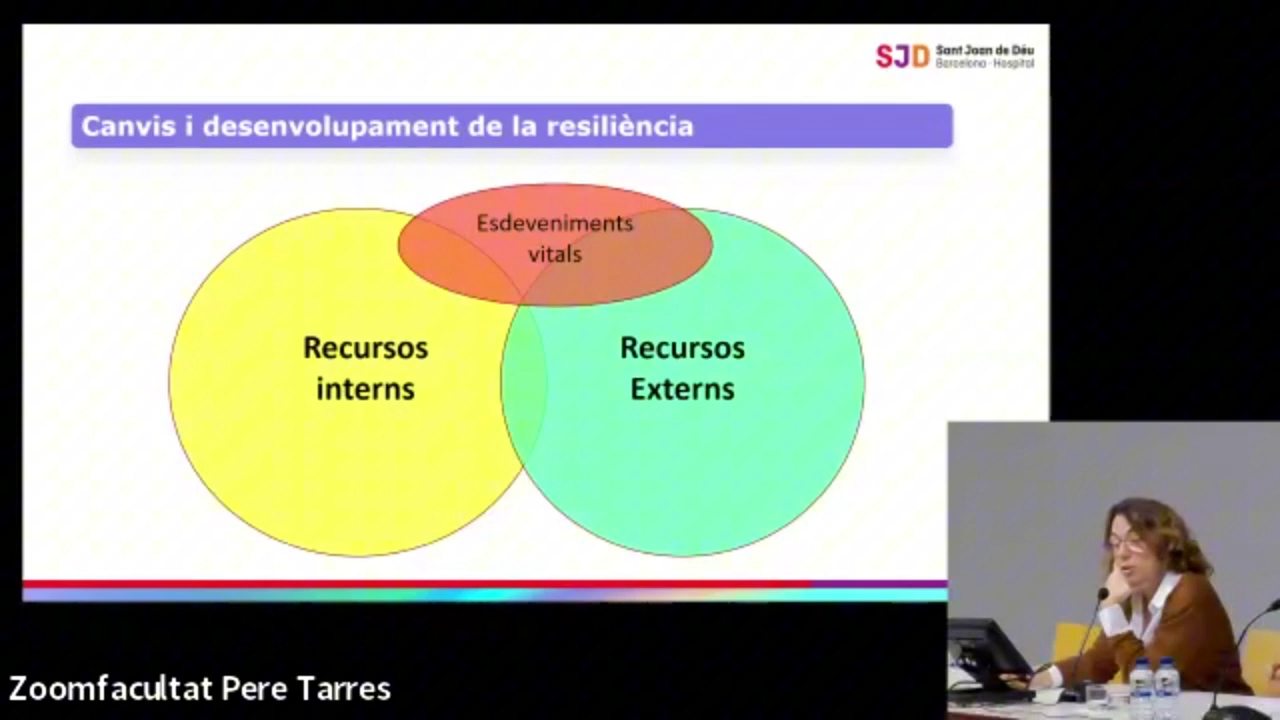 SJD Sant Joan de Déu
Barcelona · Hospital
Canvis i desenvolupament de la resiliència
Esdeveniments
vitals
Recursos
interns
Recursos
Externs
Zoomfacultat Pere Tarres